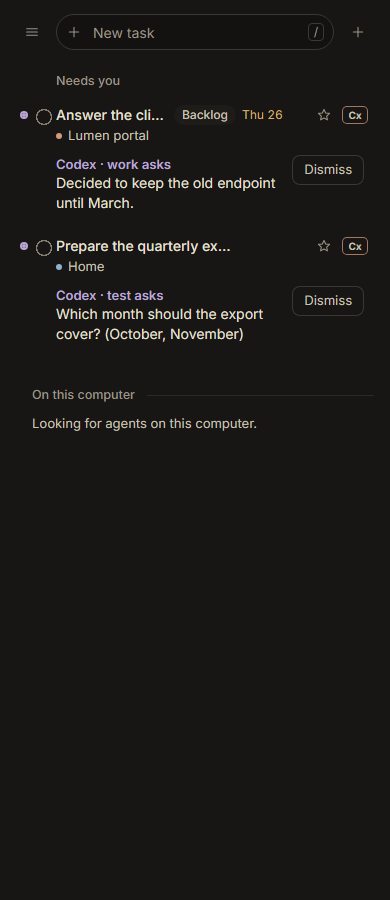 New task /
Needs you
Answer the cli... Backlog Thu 26 Cx
Lumen portal
Codex · work asks
Decided to keep the old endpoint until March.
Dismiss
Prepare the quarterly ex... Cx
Home
Codex · test asks
Which month should the export cover? (October, November)
Dismiss
On this computer
Looking for agents on this computer.